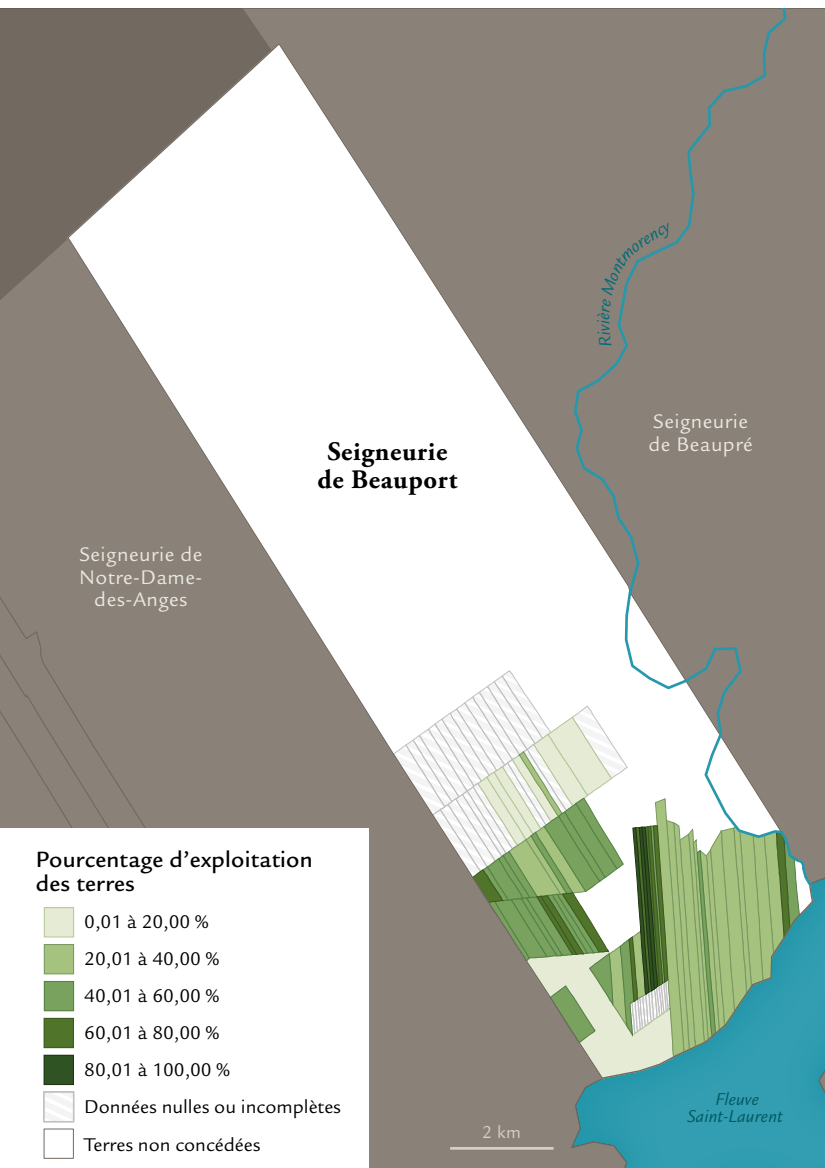 Rivière Montmorency
Seigneurie
de Beaupré
Seigneurie
de Beauport
Seigneurie de
Notre-Dame-
des-Anges
Pourcentage d’exploitation
des terres
0,01 à 20,00 %
20,01 à 40,00 %
40,01 à 60,00 %
60,01 à 80,00 %
80,01 à 100,00 %
Données nulles ou incomplètes
Terres non concédées
2 km
Fleuve
Saint-Laurent